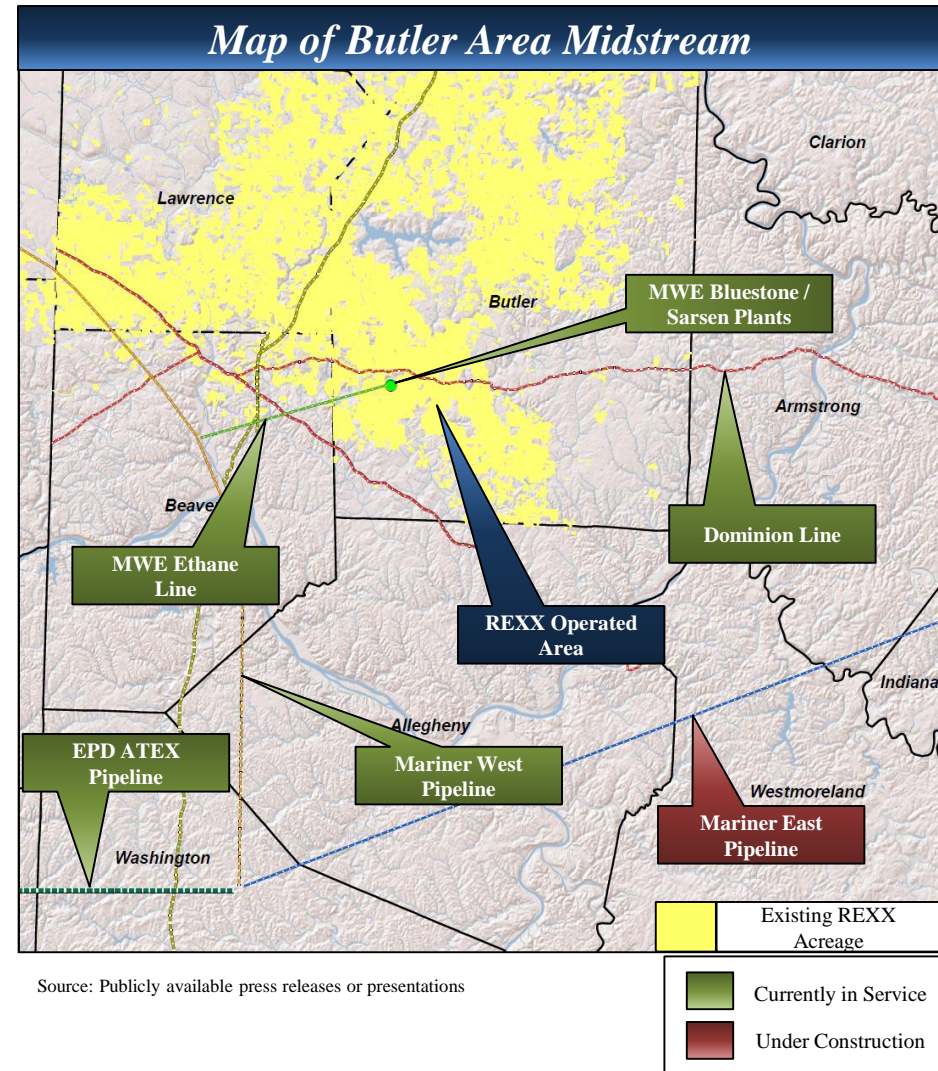 Map of Butler Area Midstream
Clarion
Lawrence
MWE Bluestone /
Sarsen Plants
Butler
Armstrong
Beaver
Dominion Line
MWE Ethane
Line
REXX Operated
Area
Indiana
Allegheny
EPD ATEX
Pipeline
Mariner West
Pipeline
Westmoreland
Mariner East
Pipeline
Washington
Existing REXX
Acreage
Source: Publicly available press releases or presentations
Currently in Service
Under Construction